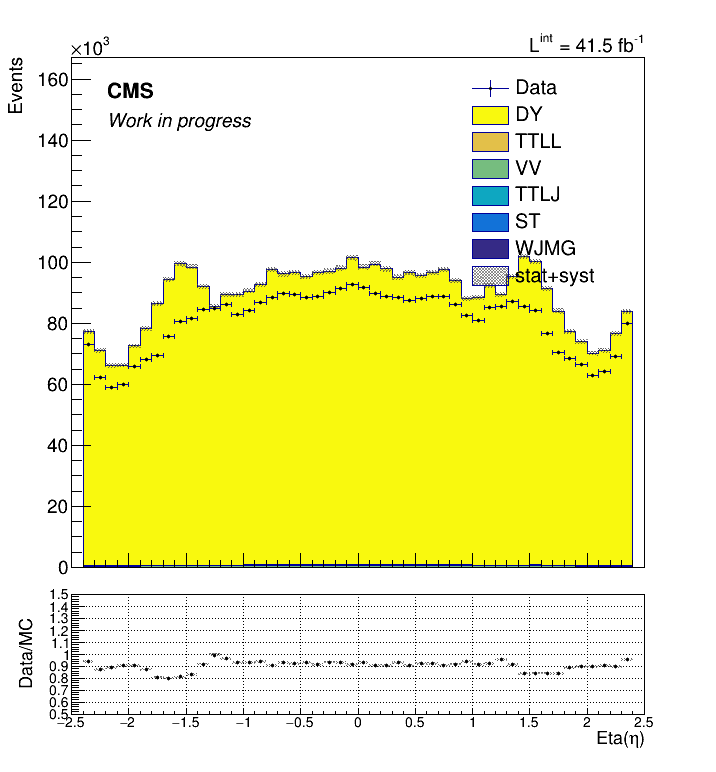 ×10³
L^int = 41.5 fb⁻¹
Events
160
140
120
100
80
60
40
20
0
CMS
Work in progress
Data
DY
TTLL
VV
TTLJ
ST
WJMG
stat+syst
Data/MC
1.5
1.4
1.3
1.2
1.1
1
0.9
0.8
0.7
0.6
0.5
−2.5 −2 −1.5 −1 −0.5 0 0.5 1 1.5 2 2.5
Eta(η)